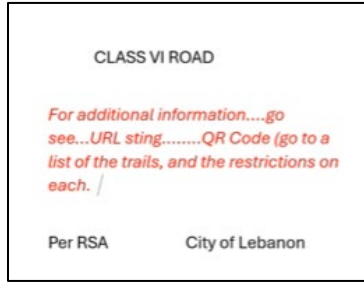 CLASS VI ROAD
For additional information....go
see...URL sting........QR Code (go to a
list of the trails, and the restrictions on
each.
Per RSA City of Lebanon